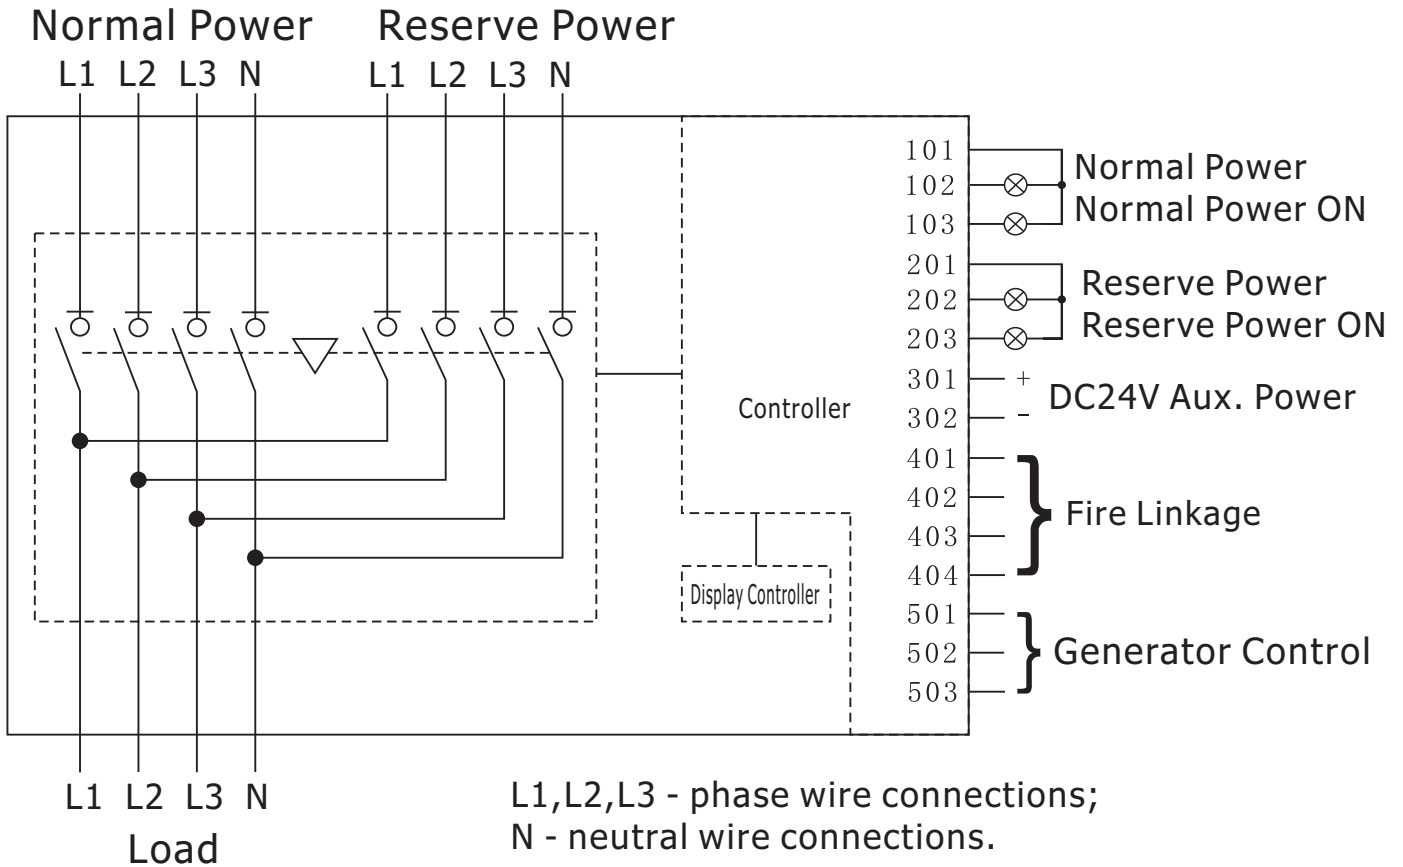 Normal Power Reserve Power
L1 L2 L3 N L1 L2 L3 N
101
102
103
Normal Power
Normal Power ON
201
202
203
Reserve Power
Reserve Power ON
301 +
302 -
DC24V Aux. Power
Controller
401
402
403
404
Fire Linkage
Display Controller
501
502
503
Generator Control
L1 L2 L3 N
Load
L1,L2,L3 - phase wire connections;
N - neutral wire connections.